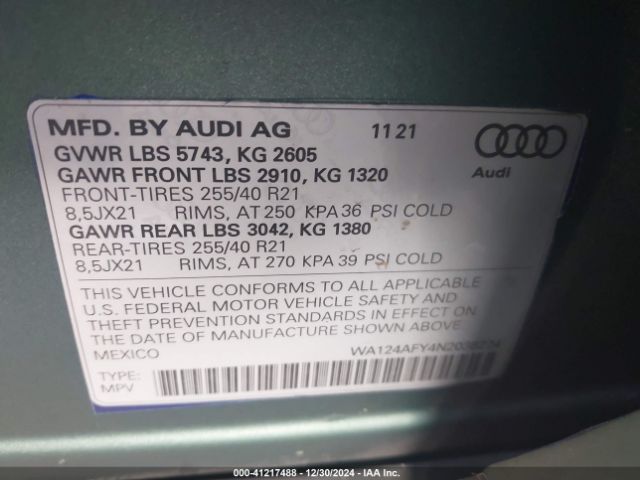 MFD. BY AUDI AG 11 21
GVWR LBS 5743, KG 2605
GAWR FRONT LBS 2910, KG 1320
FRONT-TIRES 255/40 R21
8,5JX21 RIMS, AT 250 KPA 36 PSI COLD
GAWR REAR LBS 3042, KG 1380
REAR-TIRES 255/40 R21
8,5JX21 RIMS, AT 270 KPA 39 PSI COLD
Audi
THIS VEHICLE CONFORMS TO ALL APPLICABLE
U.S. FEDERAL MOTOR VEHICLE SAFETY AND
THEFT PREVENTION STANDARDS IN EFFECT ON
THE DATE OF MANUFACTURE SHOWN ABOVE
MEXICO
TYPE:
MPV
000-41217488 - 12/30/2024 - IAA Inc.